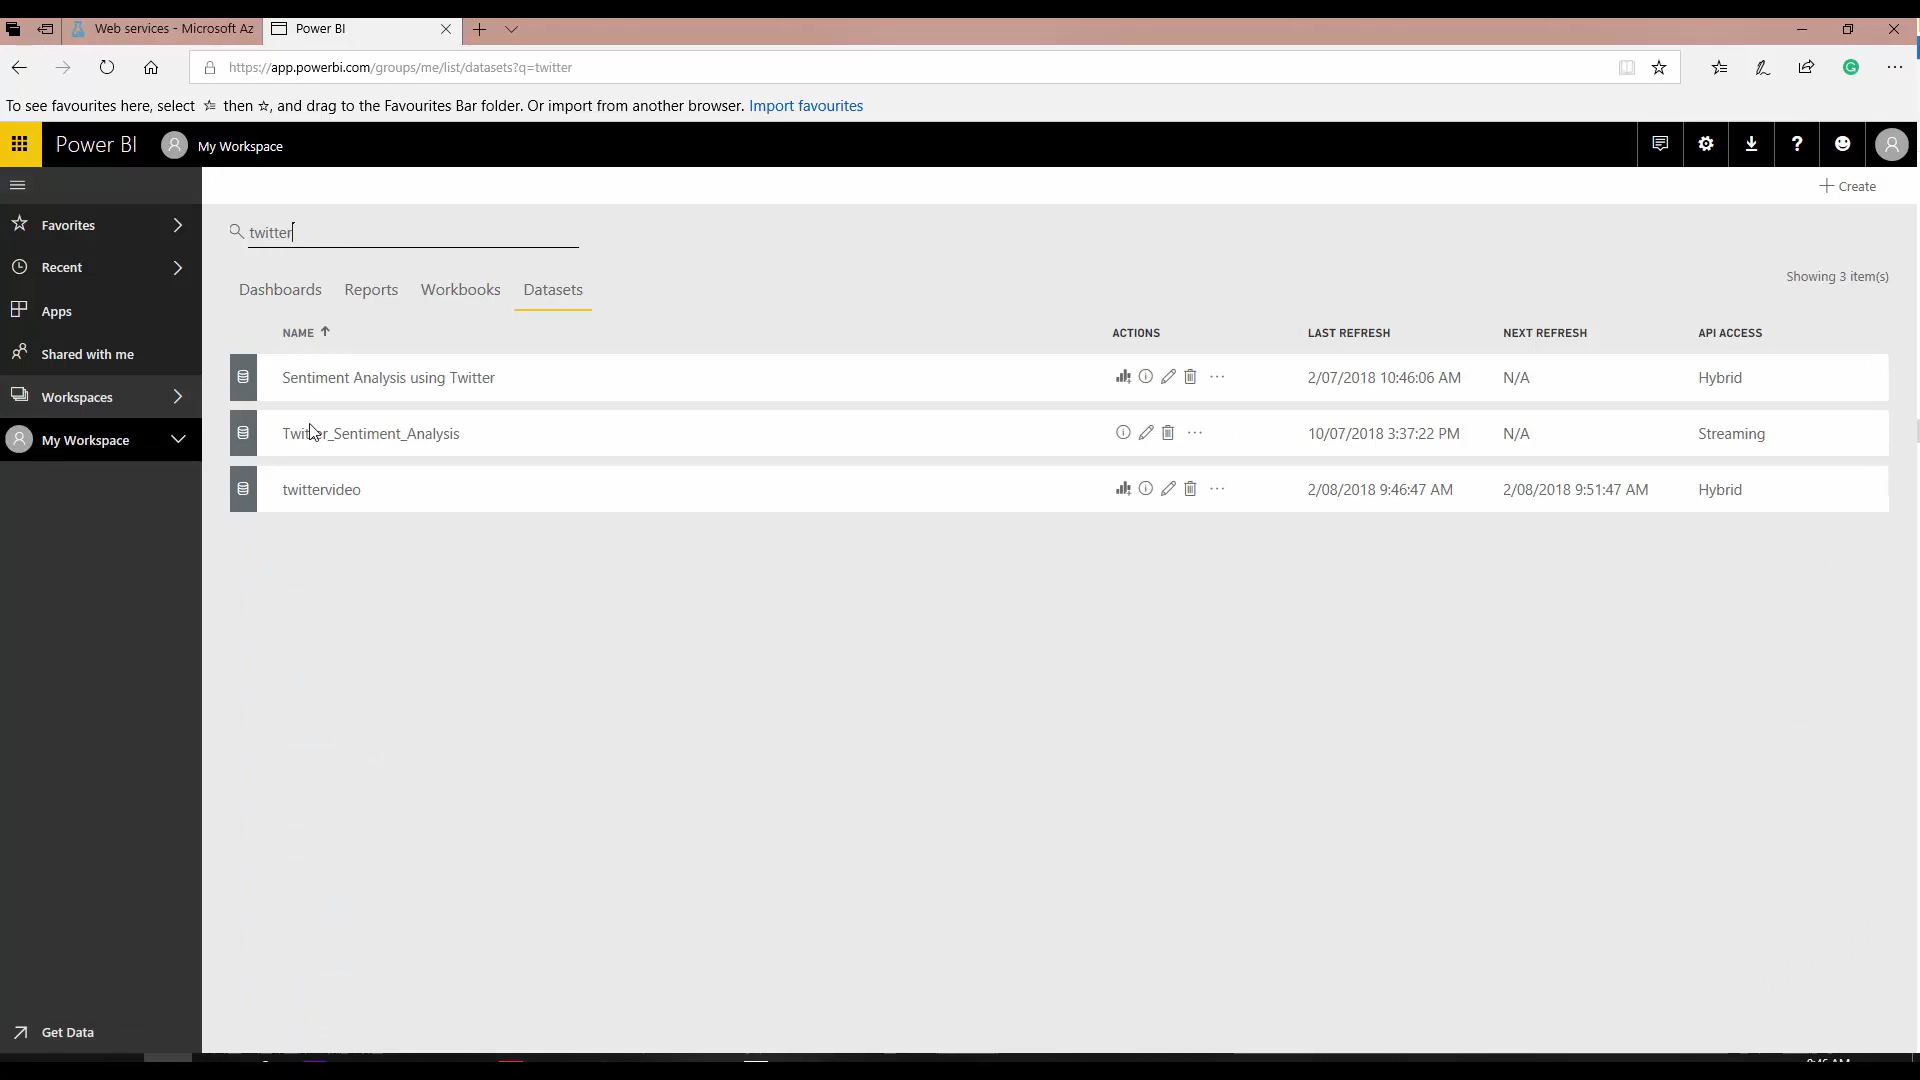 Web services - Microsoft Az
Power BI
https://app.powerbi.com/groups/me/list/datasets?q=twitter
To see favourites here, select then ☆, and drag to the Favourites Bar folder. Or import from another browser. Import favourites
Power BI My Workspace
Create
Favorites
Recent
Apps
Shared with me
Workspaces
My Workspace
Get Data
twitter
Dashboards Reports Workbooks Datasets
Showing 3 item(s)
NAME ACTIONS LAST REFRESH NEXT REFRESH API ACCESS
Sentiment Analysis using Twitter 2/07/2018 10:46:06 AM N/A Hybrid
Twitter_Sentiment_Analysis 10/07/2018 3:37:22 PM N/A Streaming
twittervideo 2/08/2018 9:46:47 AM 2/08/2018 9:51:47 AM Hybrid